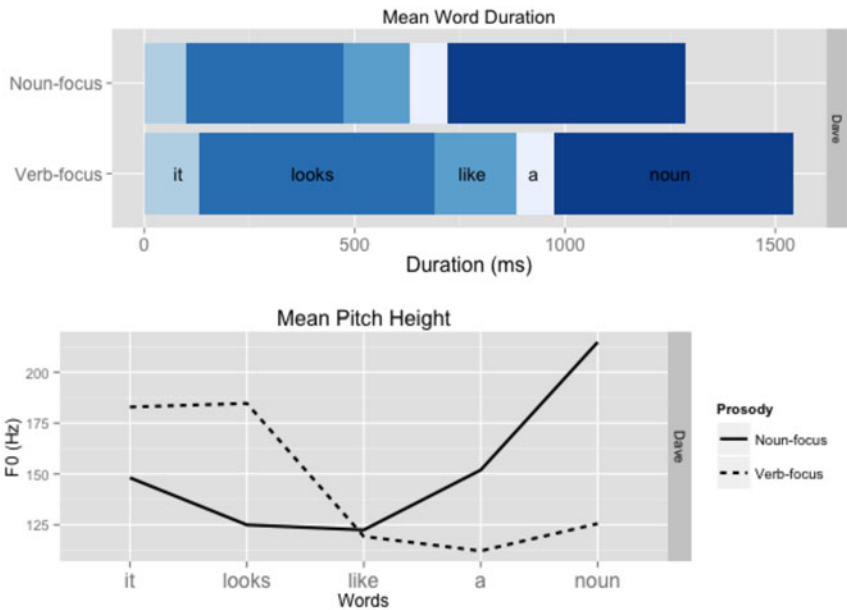 Mean Word Duration
Noun-focus
Verb-focus
it looks like a noun
Dave
0 500 1000 1500
Duration (ms)
Mean Pitch Height
200
175
150
125
F0 (Hz)
Dave
it looks like a noun
Words
Prosody
Noun-focus
Verb-focus